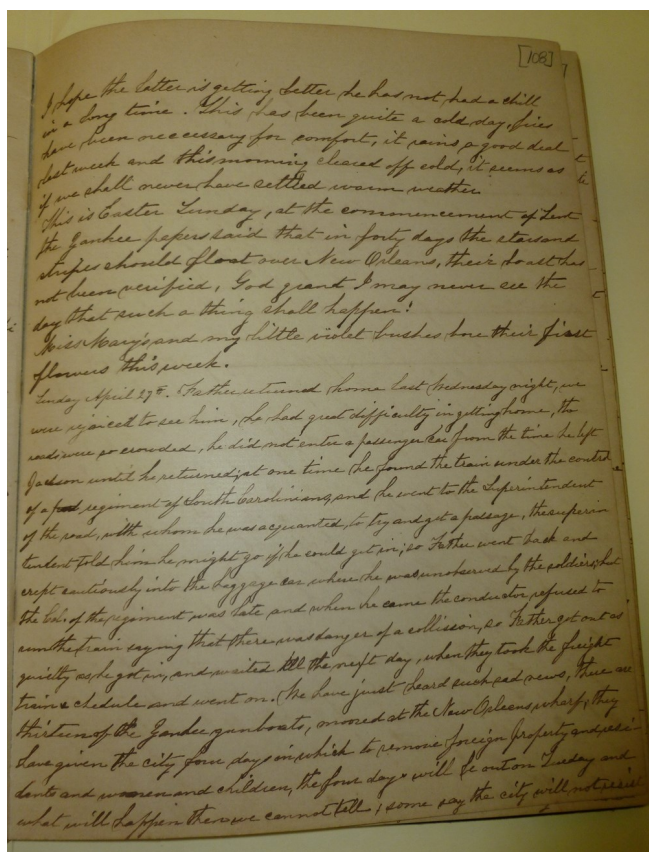 [108]
I hope the latter is getting better he has not had a chill
in a long time. This has been quite a cold day, fires
have been neccessary for comfort, it rains a good deal
last week and this morning cleared off cold, it seems as
if we shall never have settled warm weather
This is Easter Sunday, at the commencement of Lent
the Yankee papers said that in forty days the stars and
stripes should float over New Orleans, their boast has
not been verified, God grant I may never see the
day that such a thing shall happen!
Miss Mary's and my little violet bushes bore their first
flowers this week.
Sunday April 27th. Father returned home last Wednesday night, we
were rejoiced to see him, he had great difficulty in getting home, the
roads were so crowded, he did not enter a passenger car from the time he left
Jackson until he returned; at one time he found the train under the control
of a regiment of South Carolinians, and he went to the Superintendent
of the road, with whom he was acquanted, to try and get a passage, the superin
tendent told him he might go if he could get in; so Father went back and
crept cautiously into the baggage car where he was unobserved by the soldiers; but
the Col. of the regiment was late and when he came the conductor refused to
run the train saying that there was danger of a collission, so Father got out as
quietly as he got in, and waited till the next day, when they took the freight
train schedule and went on. We have just heard such sad news, there are
thirteen of the Yankee gunboats, moored at the New Orleans wharf; they
have given the city four days in which to remove foreign property and resi-
dents and women and children, the four days will be out on Tuesday and
what will happen then we cannot tell; some say the city will not resist